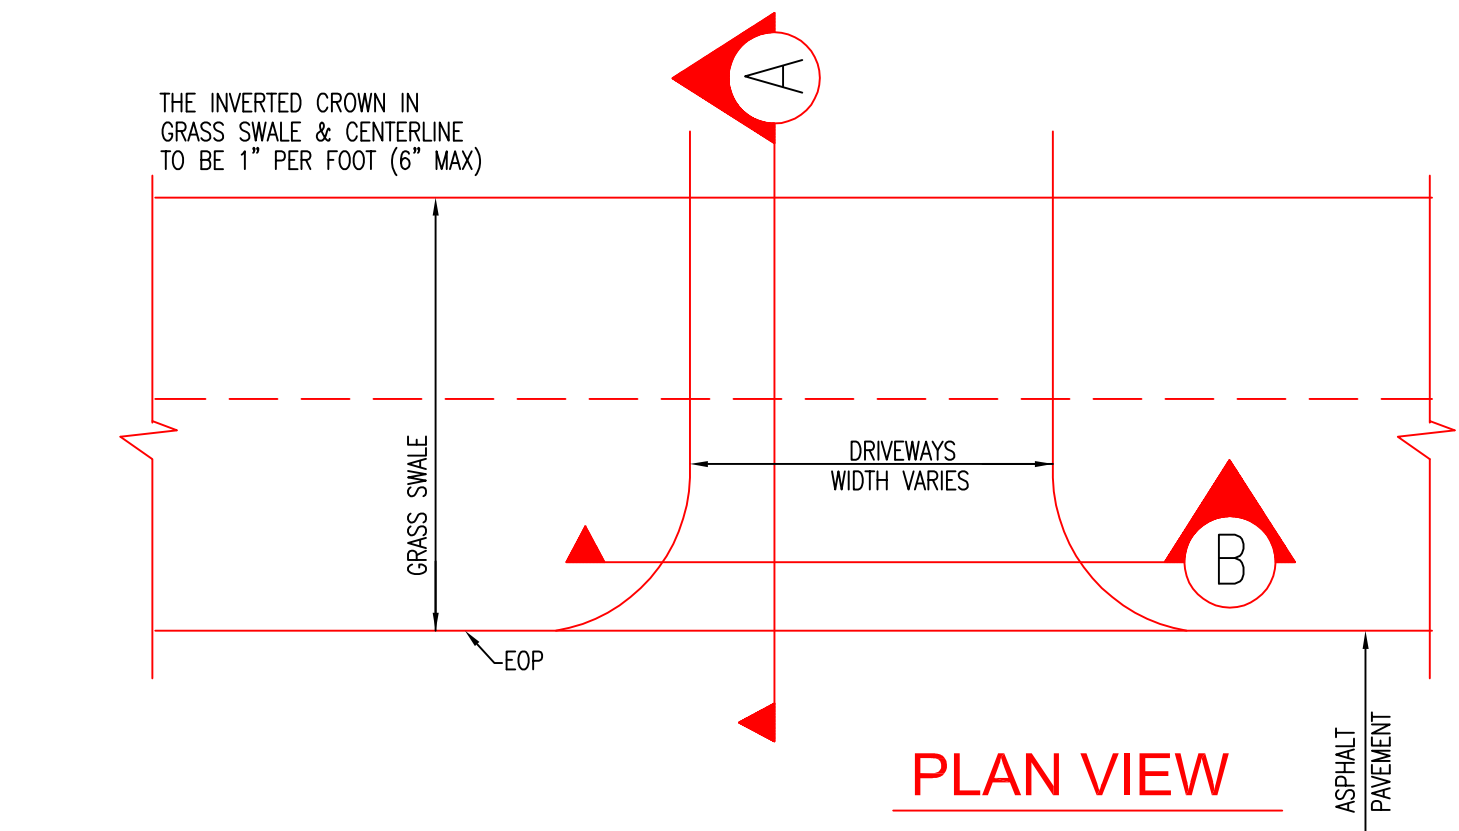 A
THE INVERTED CROWN IN
GRASS SWALE & CENTERLINE
TO BE 1" PER FOOT (6" MAX)
GRASS SWALE
DRIVEWAYS
WIDTH VARIES
B
EOP
PLAN VIEW
ASPHALT
PAVEMENT